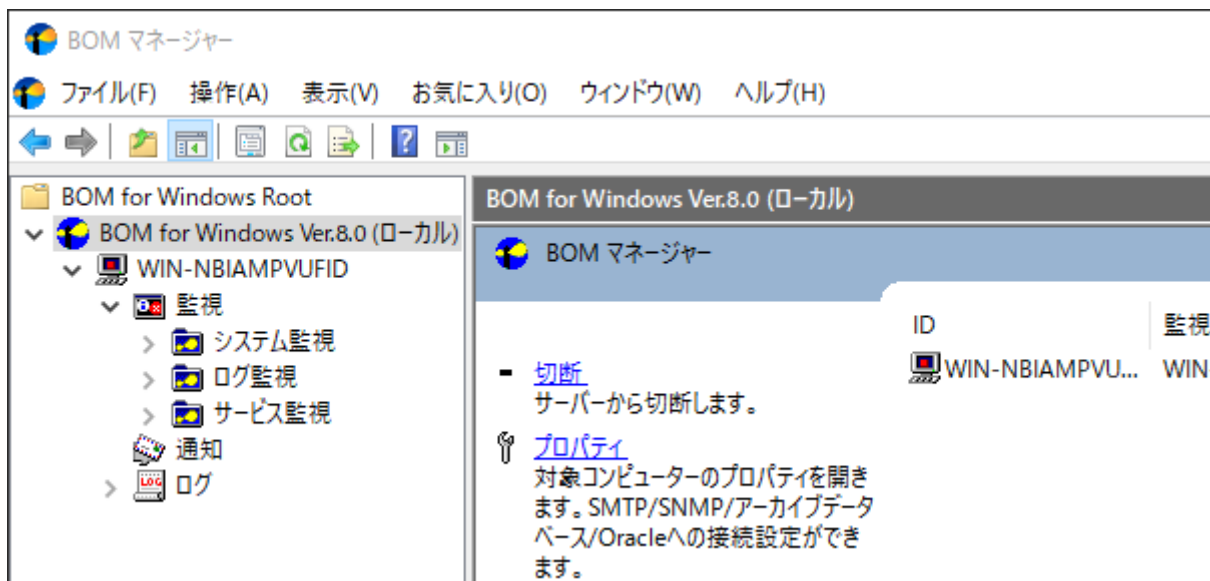 BOM マネージャー
ファイル(F) 操作(A) 表示(V) お気に入り(O) ウィンドウ(W) ヘルプ(H)
BOM for Windows Root
BOM for Windows Ver.8.0 (ローカル)
WIN-NBIAMPVUFID
監視
システム監視
ログ監視
サービス監視
通知
ログ
BOM for Windows Ver.8.0 (ローカル)
BOM マネージャー
切断
サーバーから切断します。
プロパティ
対象コンピューターのプロパティを開き
ます。SMTP/SNMP/アーカイブデータ
ベース/Oracleへの接続設定ができ
ます。
ID 監視
WIN-NBIAMPVU... WIN